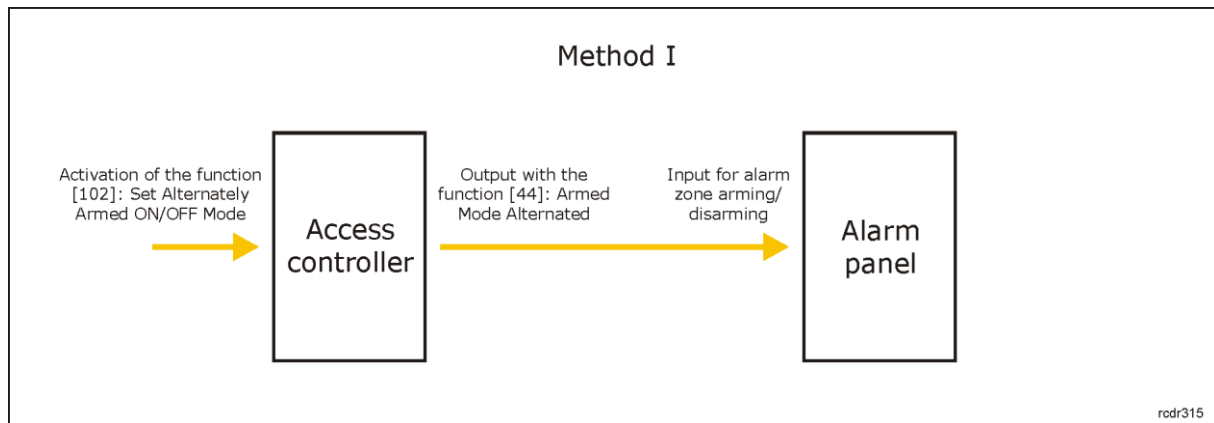 Method I
Activation of the function
[102]: Set Alternately
Armed ON/OFF Mode
Access
controller
Output with the
function [44]: Armed
Mode Alternated
Input for alarm
zone arming/
disarming
Alarm
panel
rcdr315